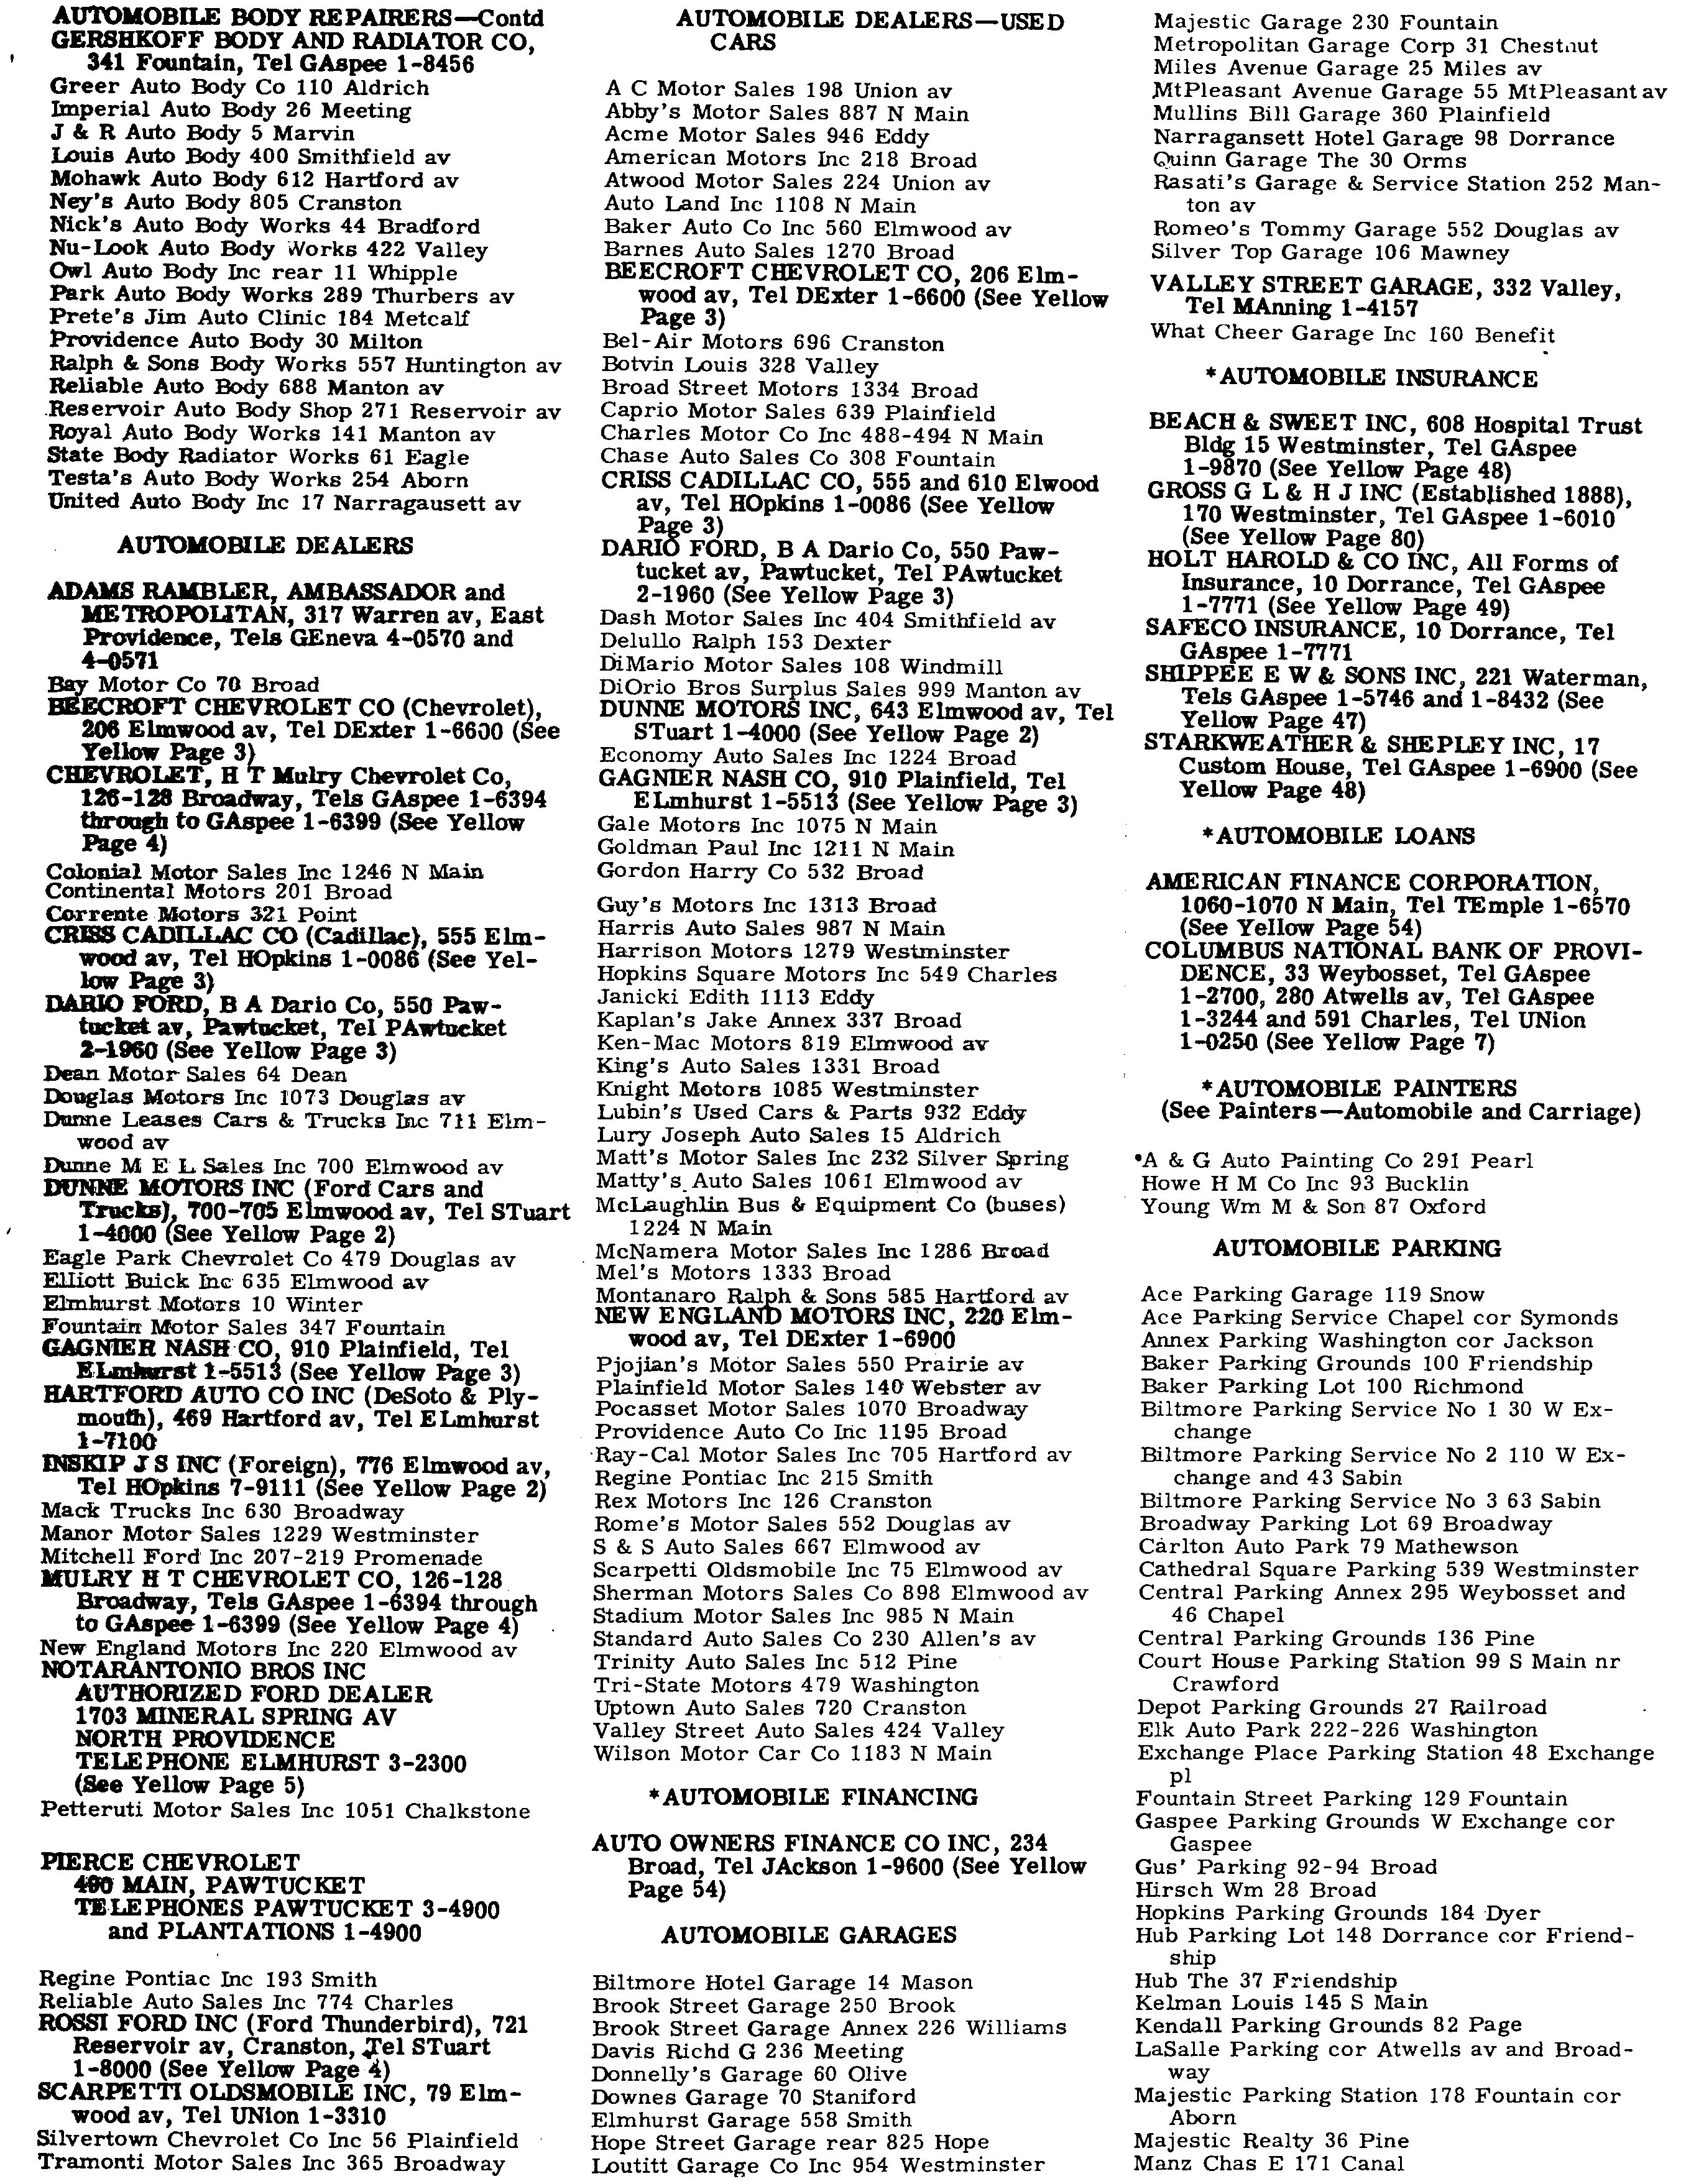 AUTOMOBILE BODY REPAIRERS—Contd
GERSHKOFF BODY AND RADIATOR CO,
341 Fountain, Tel GAspee 1-8456
Greer Auto Body Co 110 Aldrich
Imperial Auto Body 26 Meeting
J & R Auto Body 5 Marvin
Louis Auto Body 400 Smithfield av
Mohawk Auto Body 612 Hartford av
Ney's Auto Body 805 Cranston
Nick's Auto Body Works 44 Bradford
Nu-Look Auto Body Works 422 Valley
Owl Auto Body Inc rear 11 Whipple
Park Auto Body Works 289 Thurbers av
Prete's Jim Auto Clinic 184 Metcalf
Providence Auto Body 30 Milton
Ralph & Sons Body Works 557 Huntington av
Reliable Auto Body 688 Manton av
Reservoir Auto Body Shop 271 Reservoir av
Royal Auto Body Works 141 Manton av
State Body Radiator Works 61 Eagle
Testa's Auto Body Works 254 Aborn
United Auto Body Inc 17 Narragausett av
AUTOMOBILE DEALERS
ADAMS RAMBLER, AMBASSADOR and
METROPOLITAN, 317 Warren av, East
Providence, Tels GEneva 4-0570 and
4-0571
Bay Motor Co 70 Broad
BEECROFT CHEVROLET CO (Chevrolet),
206 Elmwood av, Tel DExter 1-6600 (See
Yellow Page 3)
CHEVROLET, H T Mulry Chevrolet Co,
126-128 Broadway, Tels GAspee 1-6394
through to GAspee 1-6399 (See Yellow
Page 4)
Colonial Motor Sales Inc 1246 N Main
Continental Motors 201 Broad
Corrente Motors 321 Point
CRISS CADILLAC CO (Cadillac), 555 Elm-
wood av, Tel HOpkins 1-0086 (See Yel-
low Page 3)
DARIO FORD, B A Dario Co, 550 Paw-
tucket av, Pawtucket, Tel PAwtucket
2-1960 (See Yellow Page 3)
Dean Motor Sales 64 Dean
Douglas Motors Inc 1073 Douglas av
Dunne Leases Cars & Trucks Inc 711 Elm-
wood av
Dunne M E L Sales Inc 700 Elmwood av
DUNNE MOTORS INC (Ford Cars and
Trucks), 700-705 Elmwood av, Tel STuart
1-4000 (See Yellow Page 2)
Eagle Park Chevrolet Co 479 Douglas av
Elliott Buick Inc 635 Elmwood av
Elmhurst Motors 10 Winter
Fountain Motor Sales 347 Fountain
GAGNIER NASH CO, 910 Plainfield, Tel
ELmhurst 1-5513 (See Yellow Page 3)
HARTFORD AUTO CO INC (DeSoto & Ply-
mouth), 469 Hartford av, Tel ELmhurst
1-7100
INSKIP J S INC (Foreign), 776 Elmwood av,
Tel HOpkins 7-9111 (See Yellow Page 2)
Mack Trucks Inc 630 Broadway
Manor Motor Sales 1229 Westminster
Mitchell Ford Inc 207-219 Promenade
MULRY H T CHEVROLET CO, 126-128
Broadway, Tels GAspee 1-6394 through
to GAspee 1-6399 (See Yellow Page 4)
New England Motors Inc 220 Elmwood av
NOTARANTONIO BROS INC
AUTHORIZED FORD DEALER
1703 MINERAL SPRING AV
NORTH PROVIDENCE
TELEPHONE ELMHURST 3-2300
(See Yellow Page 5)
Petteruti Motor Sales Inc 1051 Chalkstone
PIERCE CHEVROLET
490 MAIN, PAWTUCKET
TELEPHONES PAWTUCKET 3-4900
and PLANTATIONS 1-4900
Regine Pontiac Inc 193 Smith
Reliable Auto Sales Inc 774 Charles
ROSSI FORD INC (Ford Thunderbird), 721
Reservoir av, Cranston, Tel STuart
1-8000 (See Yellow Page 4)
SCARPETTI OLDSMOBILE INC, 79 Elm-
wood av, Tel UNion 1-3310
Silvertown Chevrolet Co Inc 56 Plainfield
Tramonti Motor Sales Inc 365 Broadway
AUTOMOBILE DEALERS—USED
CARS
A C Motor Sales 198 Union av
Abby's Motor Sales 887 N Main
Acme Motor Sales 946 Eddy
American Motors Inc 218 Broad
Atwood Motor Sales 224 Union av
Auto Land Inc 1108 N Main
Baker Auto Co Inc 560 Elmwood av
Barnes Auto Sales 1270 Broad
BEECROFT CHEVROLET CO, 206 Elm-
wood av, Tel DExter 1-6600 (See Yellow
Page 3)
Bel-Air Motors 696 Cranston
Botvin Louis 328 Valley
Broad Street Motors 1334 Broad
Caprio Motor Sales 639 Plainfield
Charles Motor Co Inc 488-494 N Main
Chase Auto Sales Co 308 Fountain
CRISS CADILLAC CO, 555 and 610 Elwood
av, Tel HOpkins 1-0086 (See Yellow
Page 3)
DARIO FORD, B A Dario Co, 550 Paw-
tucket av, Pawtucket, Tel PAwtucket
2-1960 (See Yellow Page 3)
Dash Motor Sales Inc 404 Smithfield av
Delullo Ralph 153 Dexter
DiMario Motor Sales 108 Windmill
DiOrio Bros Surplus Sales 999 Manton av
DUNNE MOTORS INC, 643 Elmwood av, Tel
STuart 1-4000 (See Yellow Page 2)
Economy Auto Sales Inc 1224 Broad
GAGNIER NASH CO, 910 Plainfield, Tel
ELmhurst 1-5513 (See Yellow Page 3)
Gale Motors Inc 1075 N Main
Goldman Paul Inc 1211 N Main
Gordon Harry Co 532 Broad
Guy's Motors Inc 1313 Broad
Harris Auto Sales 987 N Main
Harrison Motors 1279 Westminster
Hopkins Square Motors Inc 549 Charles
Janicki Edith 1113 Eddy
Kaplan's Jake Annex 337 Broad
Ken-Mac Motors 819 Elmwood av
King's Auto Sales 1331 Broad
Knight Motors 1085 Westminster
Lubin's Used Cars & Parts 932 Eddy
Lury Joseph Auto Sales 15 Aldrich
Matt's Motor Sales Inc 232 Silver Spring
Matty's Auto Sales 1061 Elmwood av
McLaughlin Bus & Equipment Co (buses)
1224 N Main
McNamera Motor Sales Inc 1286 Broad
Mel's Motors 1333 Broad
Montanaro Ralph & Sons 585 Hartford av
NEW ENGLAND MOTORS INC, 220 Elm-
wood av, Tel DExter 1-6900
Pjojian's Motor Sales 550 Prairie av
Plainfield Motor Sales 140 Webster av
Pocasset Motor Sales 1070 Broadway
Providence Auto Co Inc 1195 Broad
Ray-Cal Motor Sales Inc 705 Hartford av
Regine Pontiac Inc 215 Smith
Rex Motors Inc 126 Cranston
Rome's Motor Sales 552 Douglas av
S & S Auto Sales 667 Elmwood av
Scarpetti Oldsmobile Inc 75 Elmwood av
Sherman Motors Sales Co 898 Elmwood av
Stadium Motor Sales Inc 985 N Main
Standard Auto Sales Co 230 Allen's av
Trinity Auto Sales Inc 512 Pine
Tri-State Motors 479 Washington
Uptown Auto Sales 720 Cranston
Valley Street Auto Sales 424 Valley
Wilson Motor Car Co 1183 N Main
*AUTOMOBILE FINANCING
AUTO OWNERS FINANCE CO INC, 234
Broad, Tel JAckson 1-9600 (See Yellow
Page 54)
AUTOMOBILE GARAGES
Biltmore Hotel Garage 14 Mason
Brook Street Garage 250 Brook
Brook Street Garage Annex 226 Williams
Davis Richd G 236 Meeting
Donnelly's Garage 60 Olive
Downes Garage 70 Staniford
Elmhurst Garage 558 Smith
Hope Street Garage rear 825 Hope
Loutitt Garage Co Inc 954 Westminster
Majestic Garage 230 Fountain
Metropolitan Garage Corp 31 Chestnut
Miles Avenue Garage 25 Miles av
MtPleasant Avenue Garage 55 MtPleasant av
Mullins Bill Garage 360 Plainfield
Narragansett Hotel Garage 98 Dorrance
Quinn Garage The 30 Orms
Rasati's Garage & Service Station 252 Man-
ton av
Romeo's Tommy Garage 552 Douglas av
Silver Top Garage 106 Mawney
VALLEY STREET GARAGE, 332 Valley,
Tel MAnning 1-4157
What Cheer Garage Inc 160 Benefit
*AUTOMOBILE INSURANCE
BEACH & SWEET INC, 608 Hospital Trust
Bldg 15 Westminster, Tel GAspee
1-9870 (See Yellow Page 48)
GROSS G L & H J INC (Established 1888),
170 Westminster, Tel GAspee 1-6010
(See Yellow Page 80)
HOLT HAROLD & CO INC, All Forms of
Insurance, 10 Dorrance, Tel GAspee
1-7771 (See Yellow Page 49)
SAFECO INSURANCE, 10 Dorrance, Tel
GAspee 1-7771
SHIPPEE E W & SONS INC, 221 Waterman,
Tels GAspee 1-5746 and 1-8432 (See
Yellow Page 47)
STARKWEATHER & SHEPLEY INC, 17
Custom House, Tel GAspee 1-6900 (See
Yellow Page 48)
*AUTOMOBILE LOANS
AMERICAN FINANCE CORPORATION,
1060-1070 N Main, Tel TEmple 1-6570
(See Yellow Page 54)
COLUMBUS NATIONAL BANK OF PROVI-
DENCE, 33 Weybosset, Tel GAspee
1-2700, 280 Atwells av, Tel GAspee
1-3244 and 591 Charles, Tel UNion
1-0250 (See Yellow Page 7)
*AUTOMOBILE PAINTERS
(See Painters—Automobile and Carriage)
A & G Auto Painting Co 291 Pearl
Howe H M Co Inc 93 Bucklin
Young Wm M & Son 87 Oxford
AUTOMOBILE PARKING
Ace Parking Garage 119 Snow
Ace Parking Service Chapel cor Symonds
Annex Parking Washington cor Jackson
Baker Parking Grounds 100 Friendship
Baker Parking Lot 100 Richmond
Biltmore Parking Service No 1 30 W Ex-
change
Biltmore Parking Service No 2 110 W Ex-
change and 43 Sabin
Biltmore Parking Service No 3 63 Sabin
Broadway Parking Lot 69 Broadway
Carlton Auto Park 79 Mathewson
Cathedral Square Parking 539 Westminster
Central Parking Annex 295 Weybosset and
46 Chapel
Central Parking Grounds 136 Pine
Court House Parking Station 99 S Main nr
Crawford
Depot Parking Grounds 27 Railroad
Elk Auto Park 222-226 Washington
Exchange Place Parking Station 48 Exchange
pl
Fountain Street Parking 129 Fountain
Gaspee Parking Grounds W Exchange cor
Gaspee
Gus' Parking 92-94 Broad
Hirsch Wm 28 Broad
Hopkins Parking Grounds 184 Dyer
Hub Parking Lot 148 Dorrance cor Friend-
ship
Hub The 37 Friendship
Kelman Louis 145 S Main
Kendall Parking Grounds 82 Page
LaSalle Parking cor Atwells av and Broad-
way
Majestic Parking Station 178 Fountain cor
Aborn
Majestic Realty 36 Pine
Manz Chas E 171 Canal